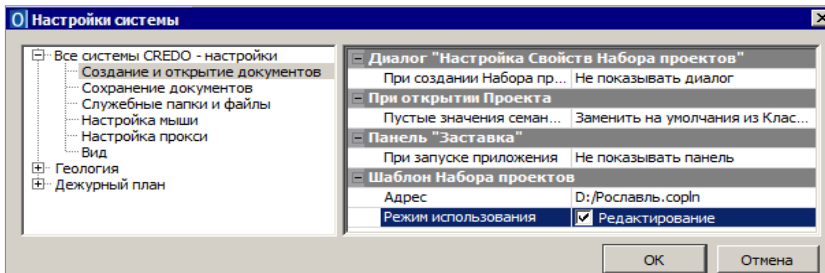 Настройки системы
Все системы CREDO - настройки
Создание и открытие документов
Сохранение документов
Служебные папки и файлы
Настройка мыши
Настройка прокси
Вид
Геология
Дежурный план
Диалог "Настройка Свойств Набора проектов"
При создании Набора пр... Не показывать диалог
При открытии Проекта
Пустые значения семан... Заменить на умолчания из Клас...
Панель "Заставка"
При запуске приложения Не показывать панель
Шаблон Набора проектов
Адрес D:/Рославль.copln
Режим использования Редактирование
ОК Отмена